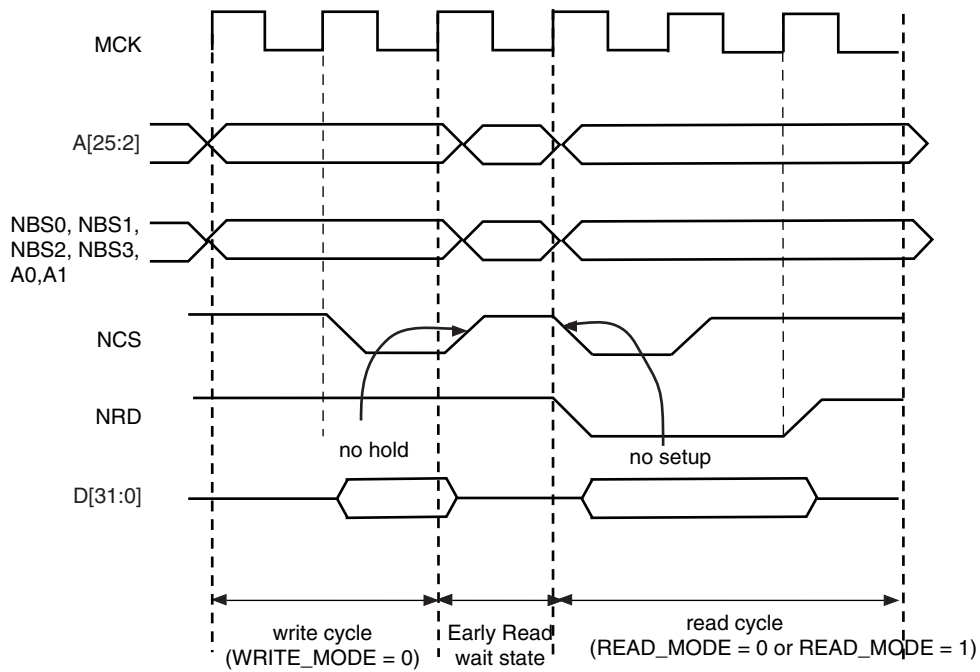 MCK
A[25:2]
NBS0, NBS1,
NBS2, NBS3,
A0,A1
NCS
NRD
no hold
no setup
D[31:0]
write cycle
(WRITE_MODE = 0)
Early Read
wait state
read cycle
(READ_MODE = 0 or READ_MODE = 1)